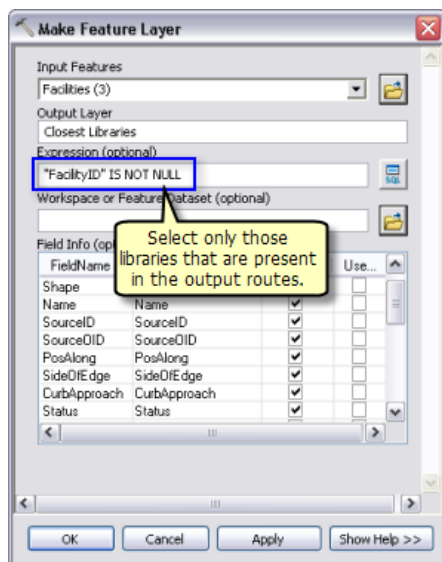 Make Feature Layer
Input Features
Facilities (3)
Output Layer
Closest Libraries
Expression (optional)
"FacilityID" IS NOT NULL
SQL
Workspace or Feature Dataset (optional)
Select only those
libraries that are present
in the output routes.
Field Info (op
FieldName
Use...
Shape
Name Name
SourceID SourceID
SourceOID SourceOID
PosAlong PosAlong
SideOfEdge SideOfEdge
CurbApproach CurbApproach
Status Status
OK Cancel Apply Show Help >>